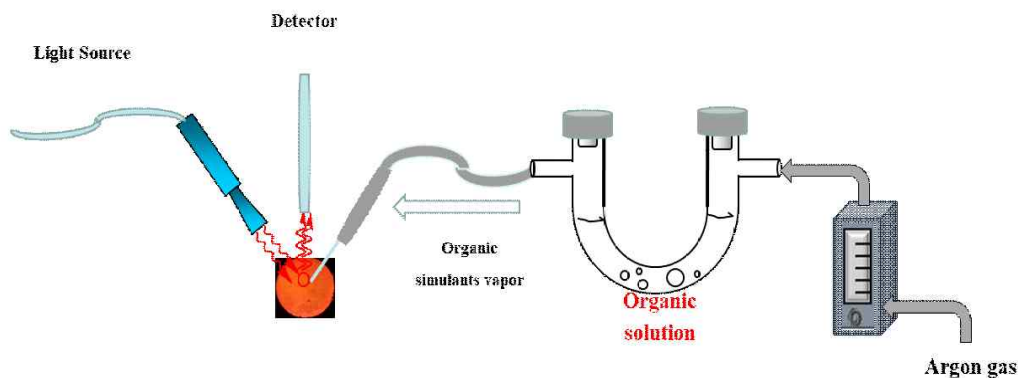 Detector
Light Source
Organic
simulants vapor
Organic
solution
Argon gas